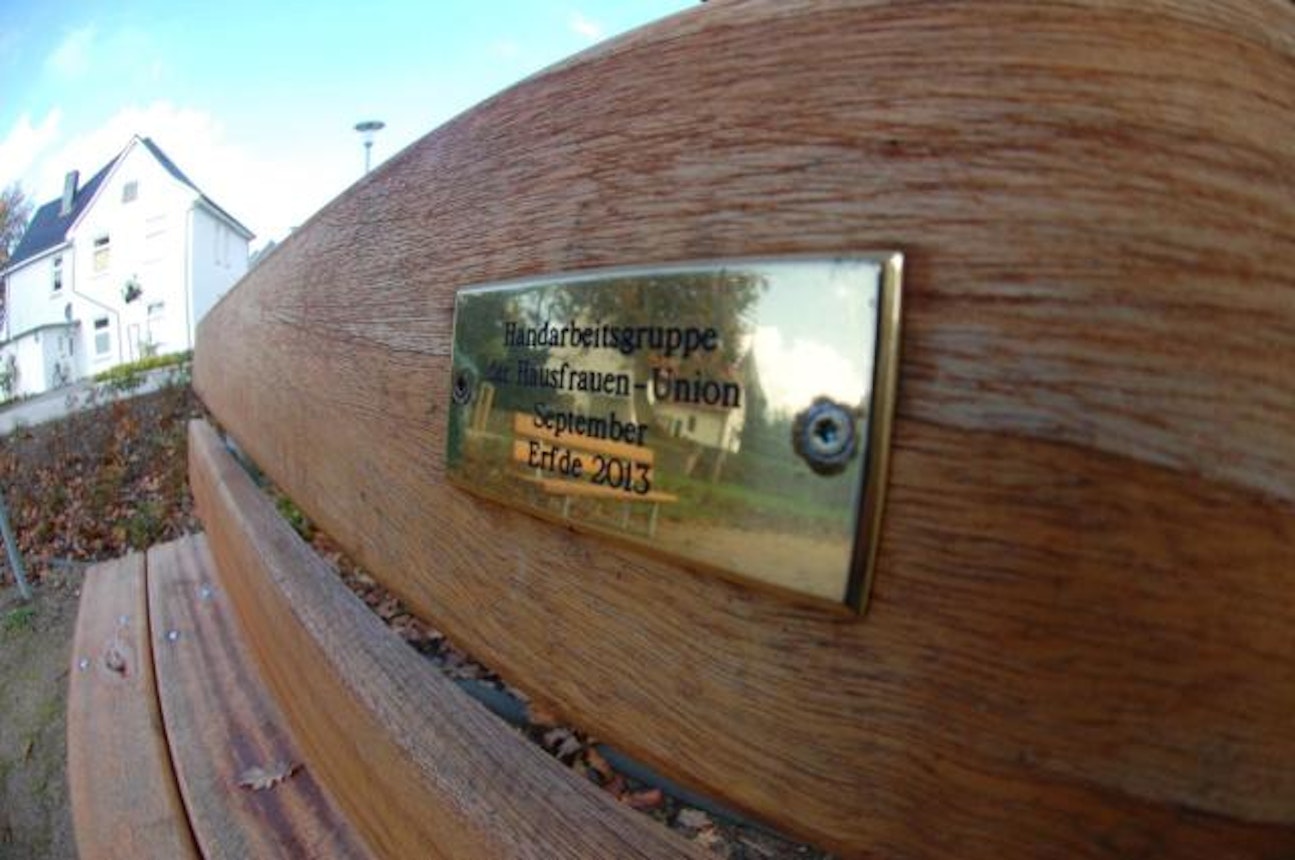 Handarbeitsgruppe
der Hausfrauen-Union
September
Erfde 2013